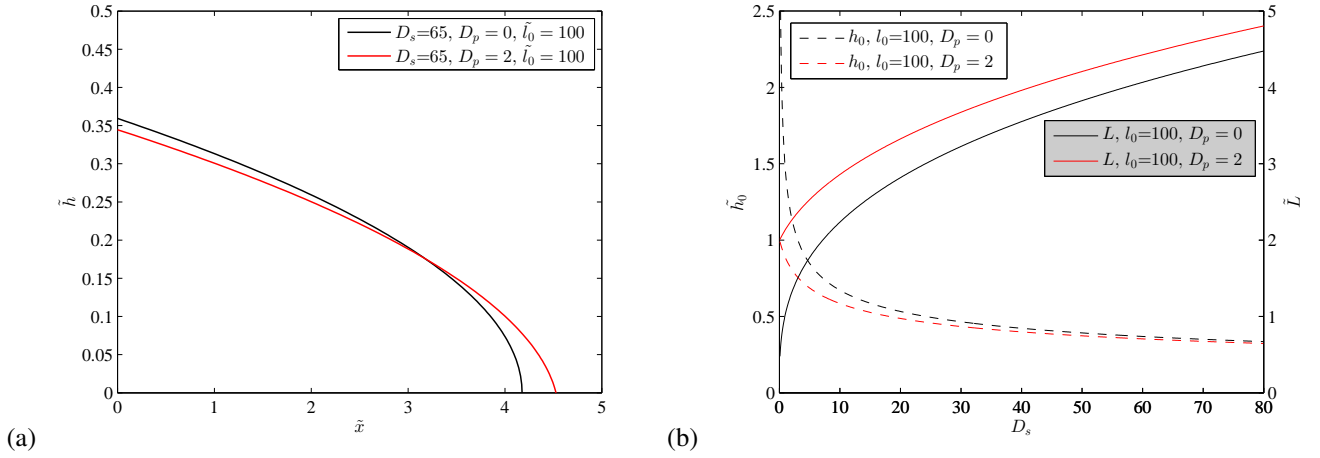 0.5
0.45
0.4
0.35
0.3
0.25
0.2
0.15
0.1
0.05
0
h̃
D_s=65, D_p = 0, l̃_0 = 100
D_s=65, D_p = 2, l̃_0 = 100
0 1 2 3 4 5
x̃
(a)
2.5
2
1.5
1
0.5
0
h̃_0
h_0, l_0=100, D_p = 0
h_0, l_0=100, D_p = 2
L, l_0=100, D_p = 0
L, l_0=100, D_p = 2
5
4
3
2
1
0
L̃
0 10 20 30 40 50 60 70 80
D_s
(b)